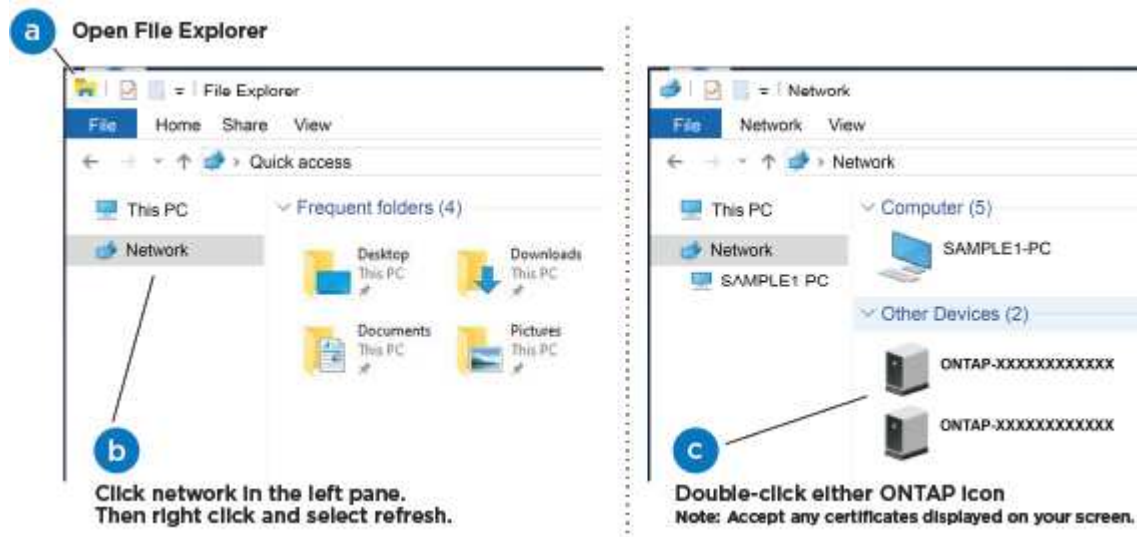 a Open File Explorer
File Explorer
File Home Share View
Quick access
This PC
Network
Frequent folders (4)
Desktop
This PC
Downloads
This PC
Documents
This PC
Pictures
This PC
b
Click network in the left pane.
Then right click and select refresh.
Network
File Network View
Network
This PC
Network
SAMPLE1 PC
Computer (5)
SAMPLE1-PC
Other Devices (2)
ONTAP-XXXXXXXXXXXX
ONTAP-XXXXXXXXXXXX
c
Double-click either ONTAP icon
Note: Accept any certificates displayed on your screen.